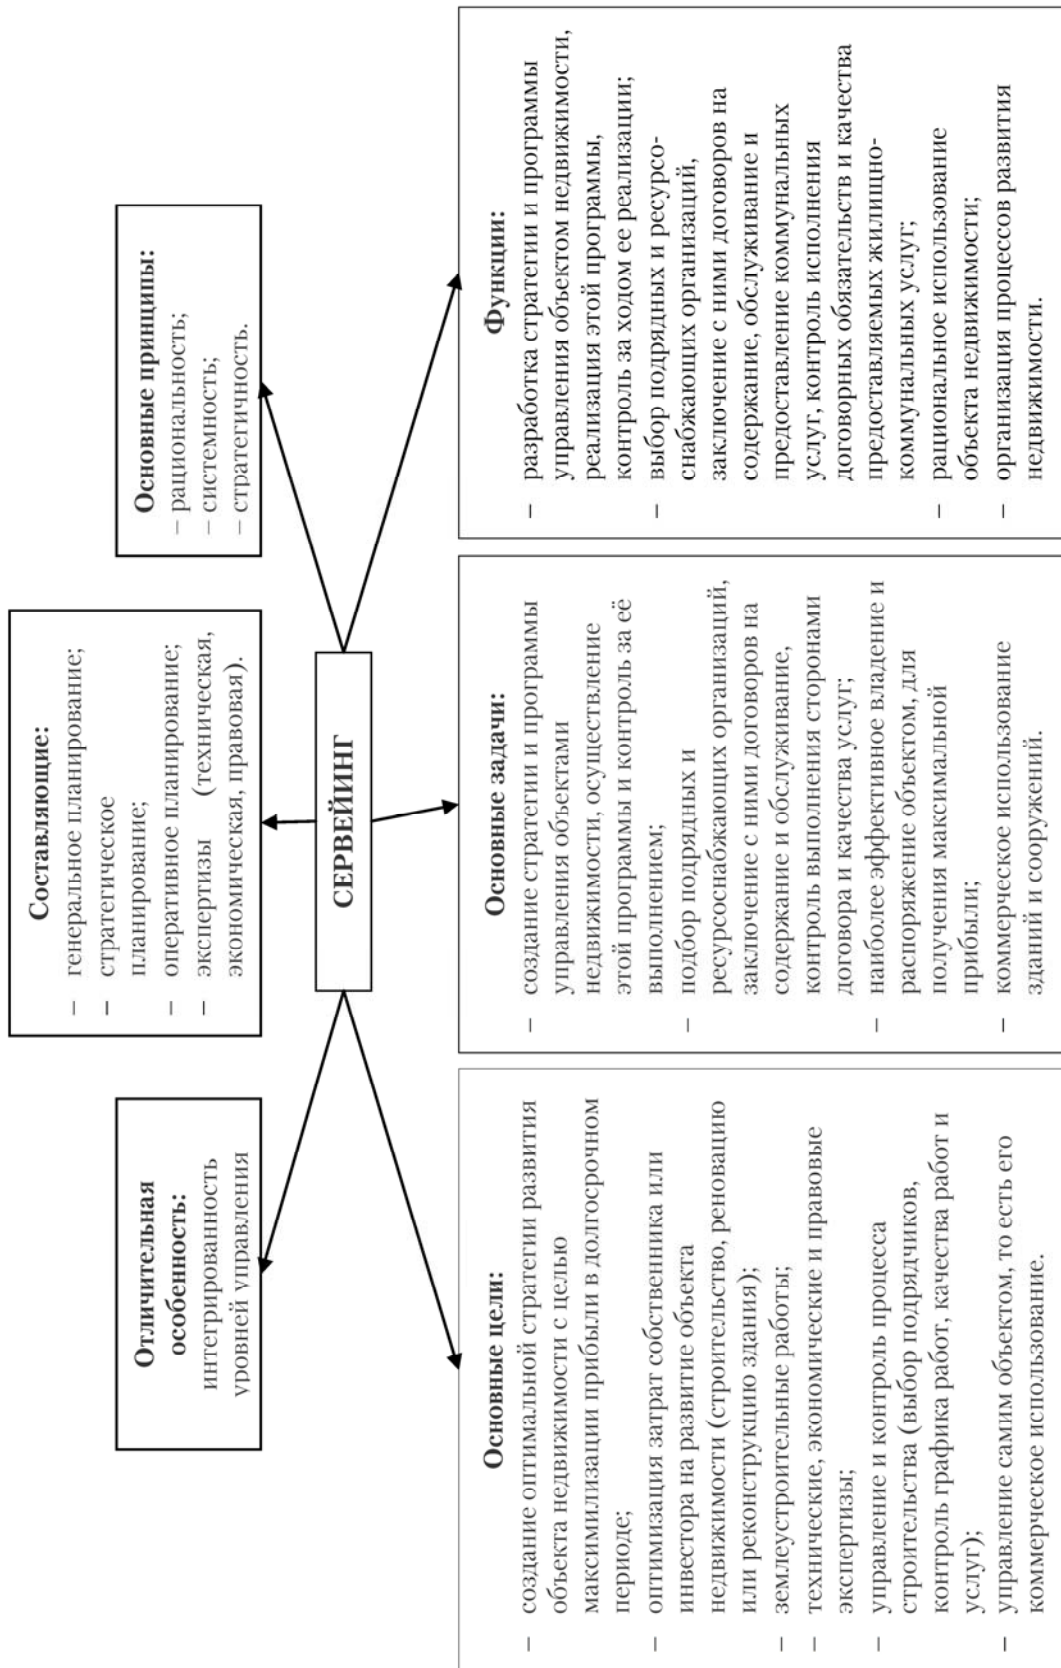 Отличительная
особенность:
интегрированность
уровней управления
Составляющие:
– генеральное планирование;
– стратегическое
планирование;
– оперативное планирование;
– экспертизы (техническая,
экономическая, правовая).
Основные принципы:
– рациональность;
– системность;
– стратегичность.
СЕРВЕЙИНГ
Основные цели:
– создание оптимальной стратегии развития
объекта недвижимости с целью
максимилизации прибыли в долгосрочном
периоде;
– оптимизация затрат собственника или
инвестора на развитие объекта
недвижимости (строительство, реновацию
или реконструкцию здания);
– землеустроительные работы;
– технические, экономические и правовые
экспертизы;
– управление и контроль процесса
строительства (выбор подрядчиков,
контроль графика работ, качества работ и
услуг);
– управление самим объектом, то есть его
коммерческое использование.
Основные задачи:
– создание стратегии и программы
управления объектами
недвижимости, осуществление
этой программы и контроль за её
выполнением;
– подбор подрядных и
ресурсоснабжающих организаций,
заключение с ними договоров на
содержание и обслуживание,
контроль выполнения сторонами
договора и качества услуг;
– наиболее эффективное владение и
распоряжение объектом, для
получения максимальной
прибыли;
– коммерческое использование
зданий и сооружений.
Функции:
– разработка стратегии и программы
управления объектом недвижимости,
реализация этой программы,
контроль за ходом ее реализации;
– выбор подрядных и ресурсо-
снабжающих организаций,
заключение с ними договоров на
содержание, обслуживание и
предоставление коммунальных
услуг, контроль исполнения
договорных обязательств и качества
предоставляемых жилищно-
коммунальных услуг;
– рациональное использование
объекта недвижимости;
– организация процессов развития
недвижимости.